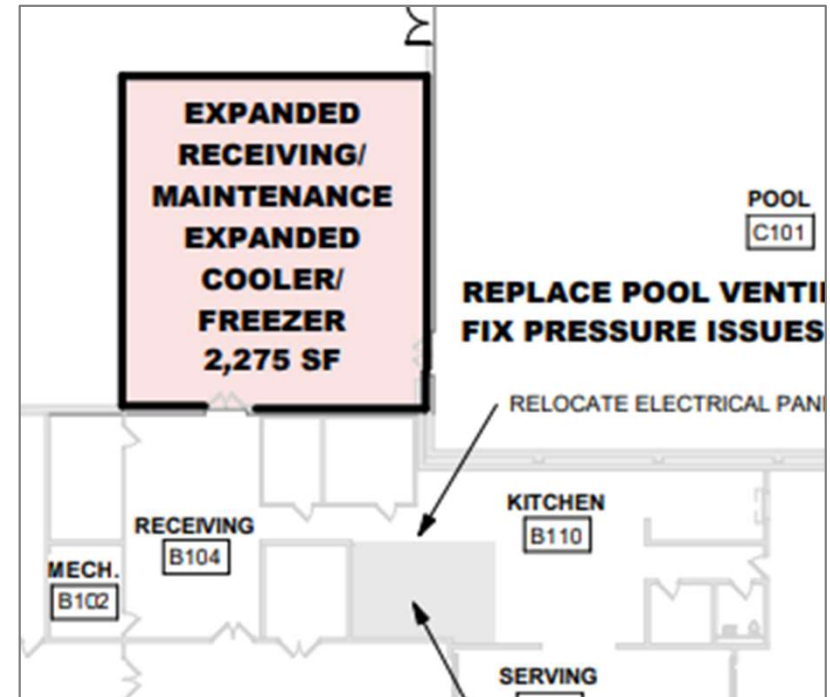 EXPANDED
RECEIVING/
MAINTENANCE
EXPANDED
COOLER/
FREEZER
2,275 SF
POOL
C101
REPLACE POOL VENTI
FIX PRESSURE ISSUES
RELOCATE ELECTRICAL PAN
KITCHEN
B110
RECEIVING
B104
MECH.
B102
SERVING